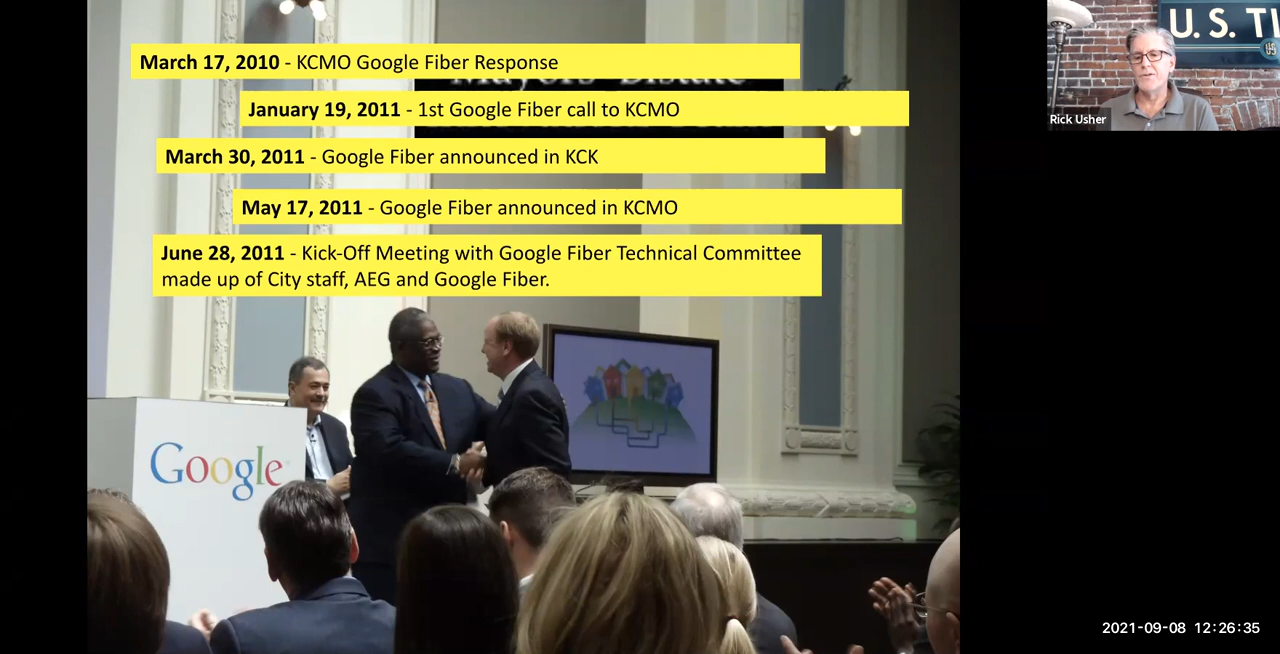 March 17, 2010 - KCMO Google Fiber Response
January 19, 2011 - 1st Google Fiber call to KCMO
March 30, 2011 - Google Fiber announced in KCK
May 17, 2011 - Google Fiber announced in KCMO
June 28, 2011 - Kick-Off Meeting with Google Fiber Technical Committee
made up of City staff, AEG and Google Fiber.
Google
U.S. TI
Rick Usher
2021-09-08 12:26:35